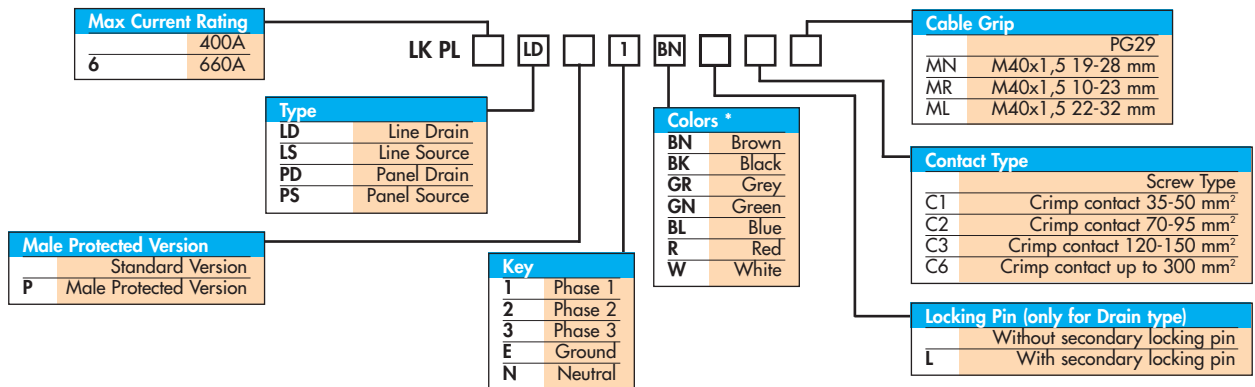 Max Current Rating
400A
6 660A
LK PL LD 1 BN
Cable Grip
PG29
MN M40x1,5 19-28 mm
MR M40x1,5 10-23 mm
ML M40x1,5 22-32 mm
Type
LD Line Drain
LS Line Source
PD Panel Drain
PS Panel Source
Colors *
BN Brown
BK Black
GR Grey
GN Green
BL Blue
R Red
W White
Contact Type
Screw Type
C1 Crimp contact 35-50 mm²
C2 Crimp contact 70-95 mm²
C3 Crimp contact 120-150 mm²
C6 Crimp contact up to 300 mm²
Male Protected Version
Standard Version
P Male Protected Version
Key
1 Phase 1
2 Phase 2
3 Phase 3
E Ground
N Neutral
Locking Pin (only for Drain type)
Without secondary locking pin
L With secondary locking pin